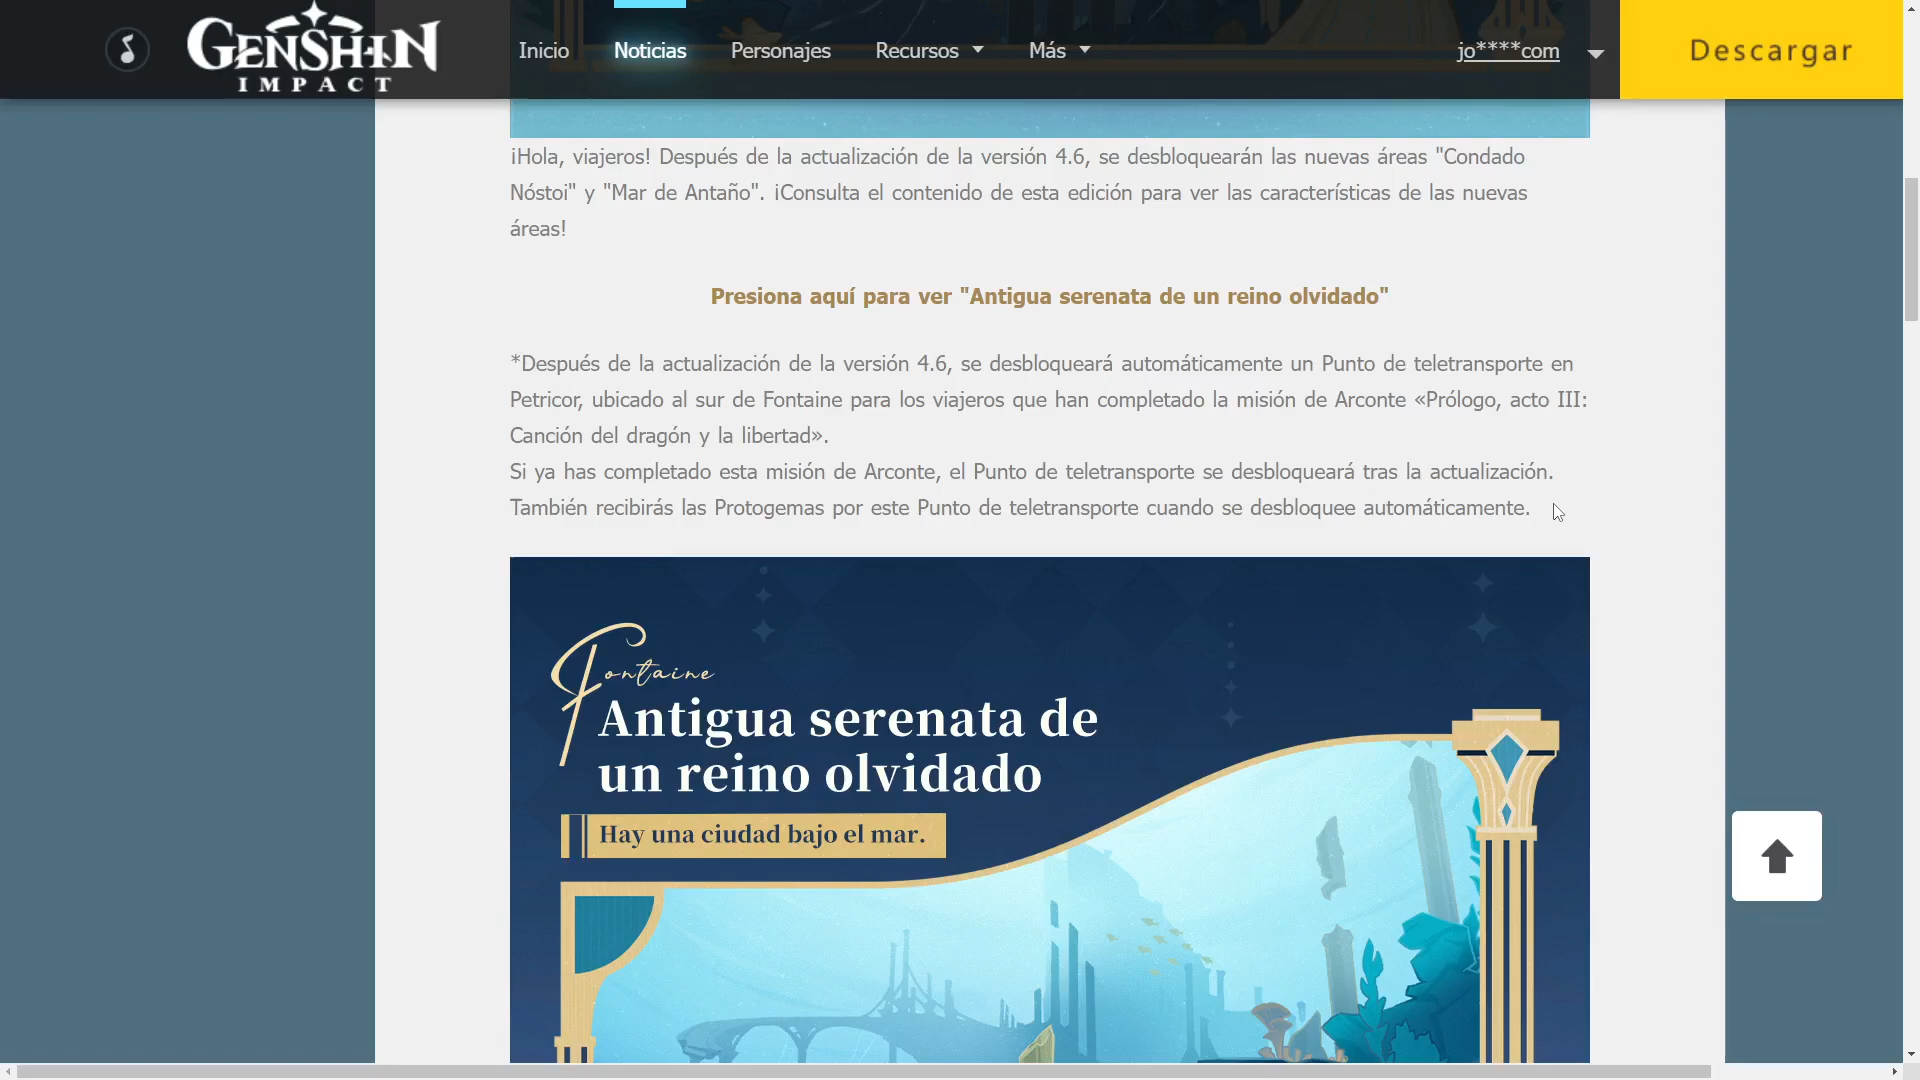 GENSHIN
IMPACT
Inicio
Noticias
Personajes
Recursos
Más
jo****com
Descargar
¡Hola, viajeros! Después de la actualización de la versión 4.6, se desbloquearán las nuevas áreas "Condado
Nóstoi" y "Mar de Antaño". ¡Consulta el contenido de esta edición para ver las características de las nuevas
áreas!
Presiona aquí para ver "Antigua serenata de un reino olvidado"
*Después de la actualización de la versión 4.6, se desbloqueará automáticamente un Punto de teletransporte en
Petricor, ubicado al sur de Fontaine para los viajeros que han completado la misión de Arconte «Prólogo, acto III:
Canción del dragón y la libertad».
Si ya has completado esta misión de Arconte, el Punto de teletransporte se desbloqueará tras la actualización.
También recibirás las Protogemas por este Punto de teletransporte cuando se desbloquee automáticamente.
Fontaine
Antigua serenata de
un reino olvidado
Hay una ciudad bajo el mar.